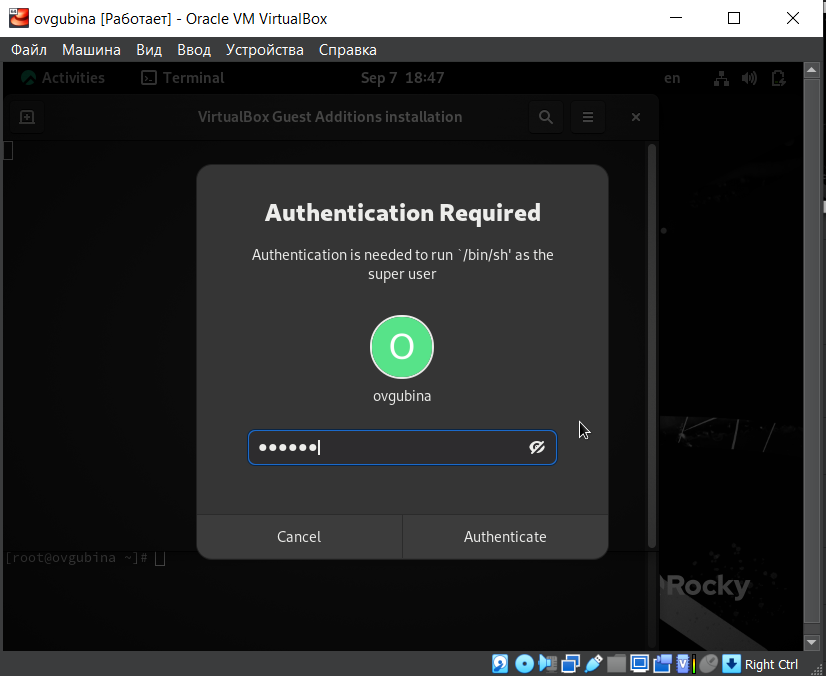 ovgubina [Работает] - Oracle VM VirtualBox
Файл Машина Вид Ввод Устройства Справка
Activities Terminal Sep 7 18:47 en
VirtualBox Guest Additions installation
Authentication Required
Authentication is needed to run `/bin/sh' as the
super user
O
ovgubina
●●●●●●
Cancel Authenticate
[root@ovgubina ~]#
Rocky
Right Ctrl